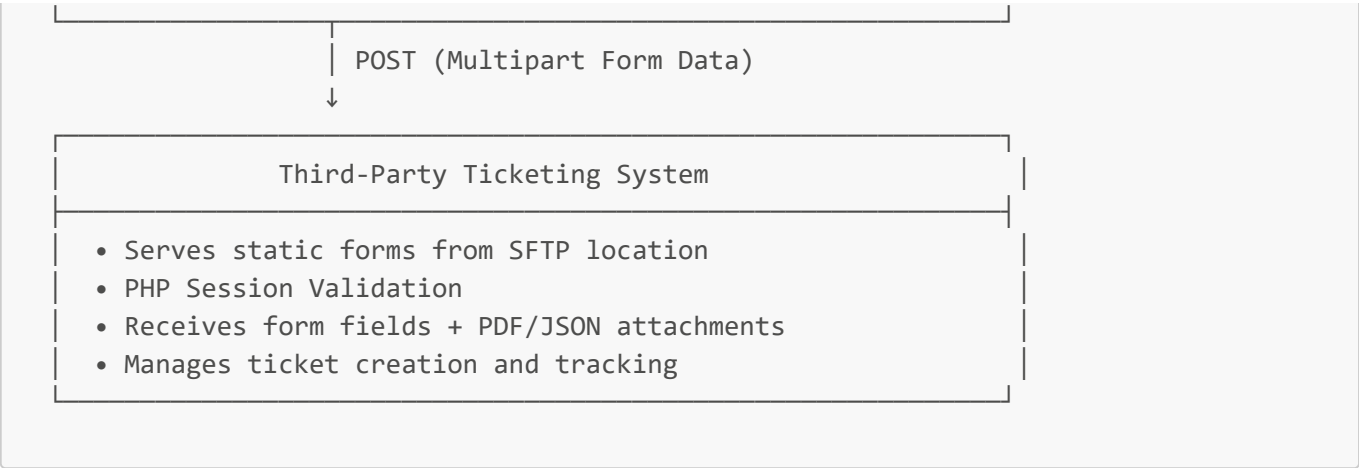 POST (Multipart Form Data)
↓
Third-Party Ticketing System
• Serves static forms from SFTP location
• PHP Session Validation
• Receives form fields + PDF/JSON attachments
• Manages ticket creation and tracking